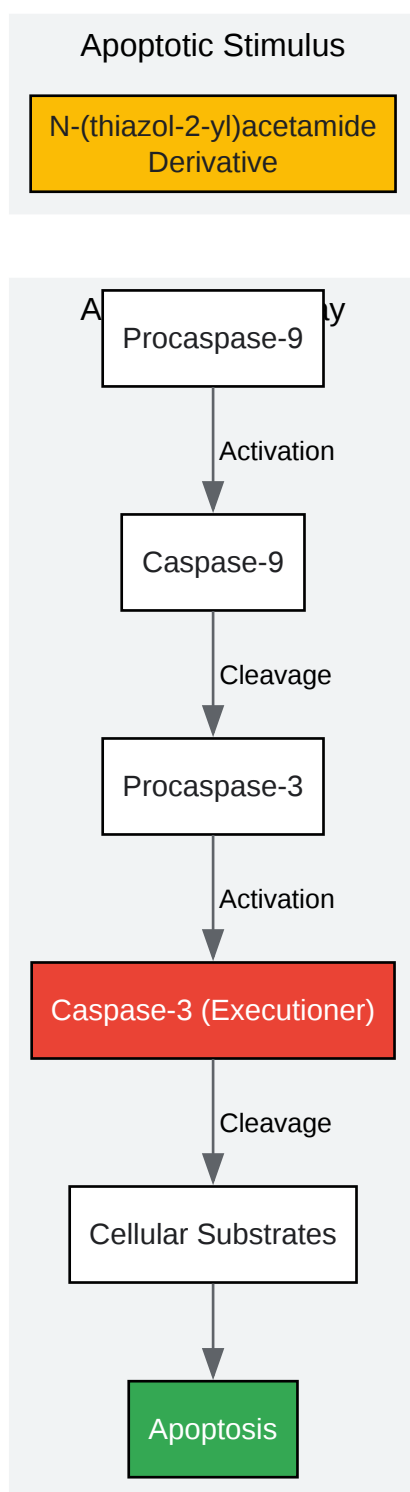 Apoptotic Stimulus
N-(thiazol-2-yl)acetamide
Derivative
Procaspase-9
Activation
Caspase-9
Cleavage
Procaspase-3
Activation
Caspase-3 (Executioner)
Cleavage
Cellular Substrates
Apoptosis